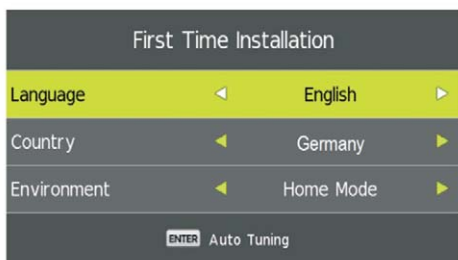 First Time Installation
Language English
Country Germany
Environment Home Mode
ENTER Auto Tuning